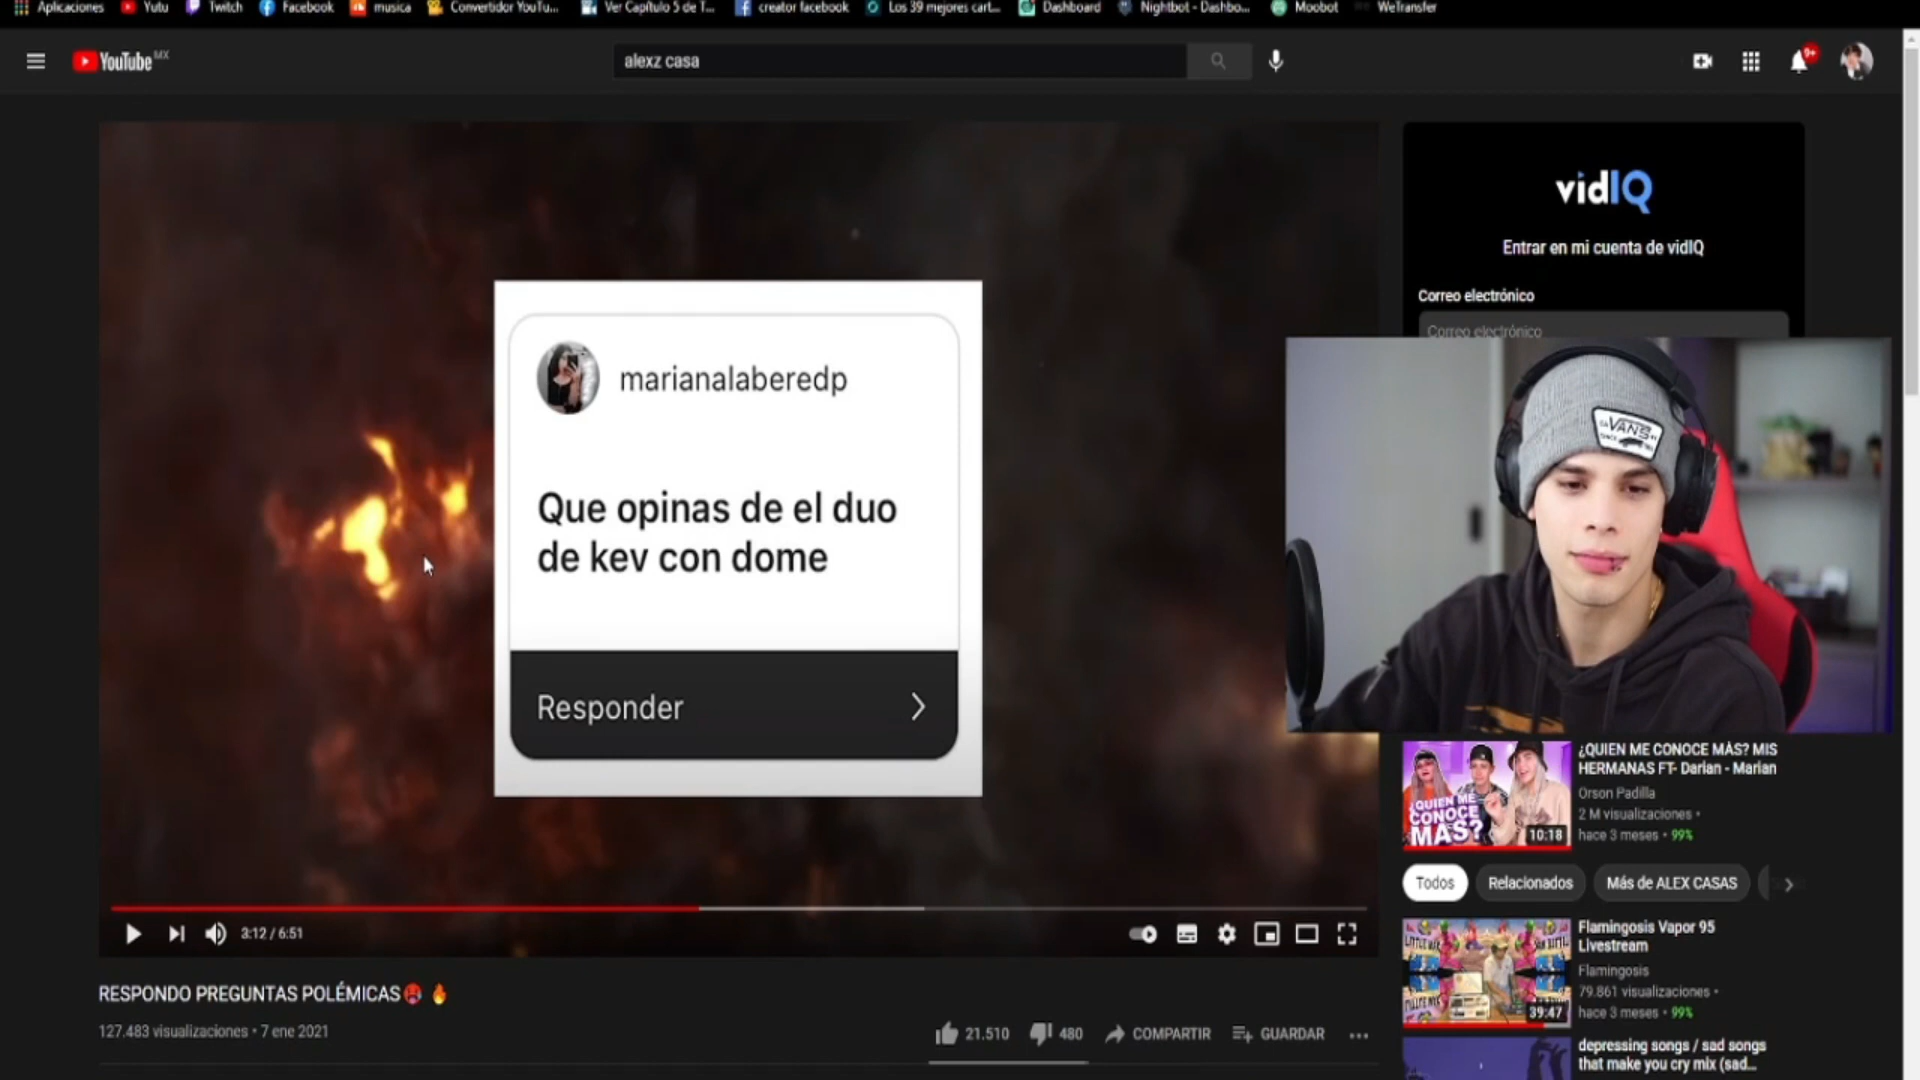 Aplicaciones Yutu Twitch Facebook musica Convertidor YouTu... Ver Capítulo 5 de T... creator facebook Los 39 mejores cart... Dashboard Nightbot - Dashbo... Moobot WeTransfer
YouTube MX
alexz casa
9+
vidIQ
Entrar en mi cuenta de vidIQ
Correo electrónico
Correo electrónico
marianalaberedp
Que opinas de el duo
de kev con dome
Responder
VANS
¿QUIEN ME CONOCE MÁS? MIS
HERMANAS FT- Darian - Marian
Orson Padilla
2 M visualizaciones •
hace 3 meses • 99%
¿QUIEN ME
CONOCE
MÁS?
10:18
Todos Relacionados Más de ALEX CASAS
3:12 / 6:51
Flamingosis Vapor 95
Livestream
Flamingosis
79.861 visualizaciones •
hace 3 meses • 99%
39:47
RESPONDO PREGUNTAS POLÉMICAS
127.483 visualizaciones • 7 ene 2021
21.510 480 COMPARTIR GUARDAR
depressing songs / sad songs
that make you cry mix (sad...